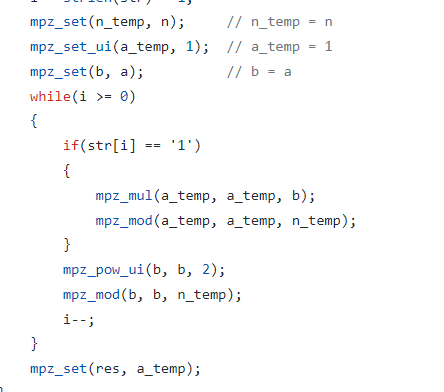 mpz_set(n_temp, n);     // n_temp = n
mpz_set_ui(a_temp, 1);  // a_temp = 1
mpz_set(b, a);          // b = a
while(i >= 0)
{
    if(str[i] == '1')
    {
        mpz_mul(a_temp, a_temp, b);
        mpz_mod(a_temp, a_temp, n_temp);
    }
    mpz_pow_ui(b, b, 2);
    mpz_mod(b, b, n_temp);
    i--;
}
mpz_set(res, a_temp);